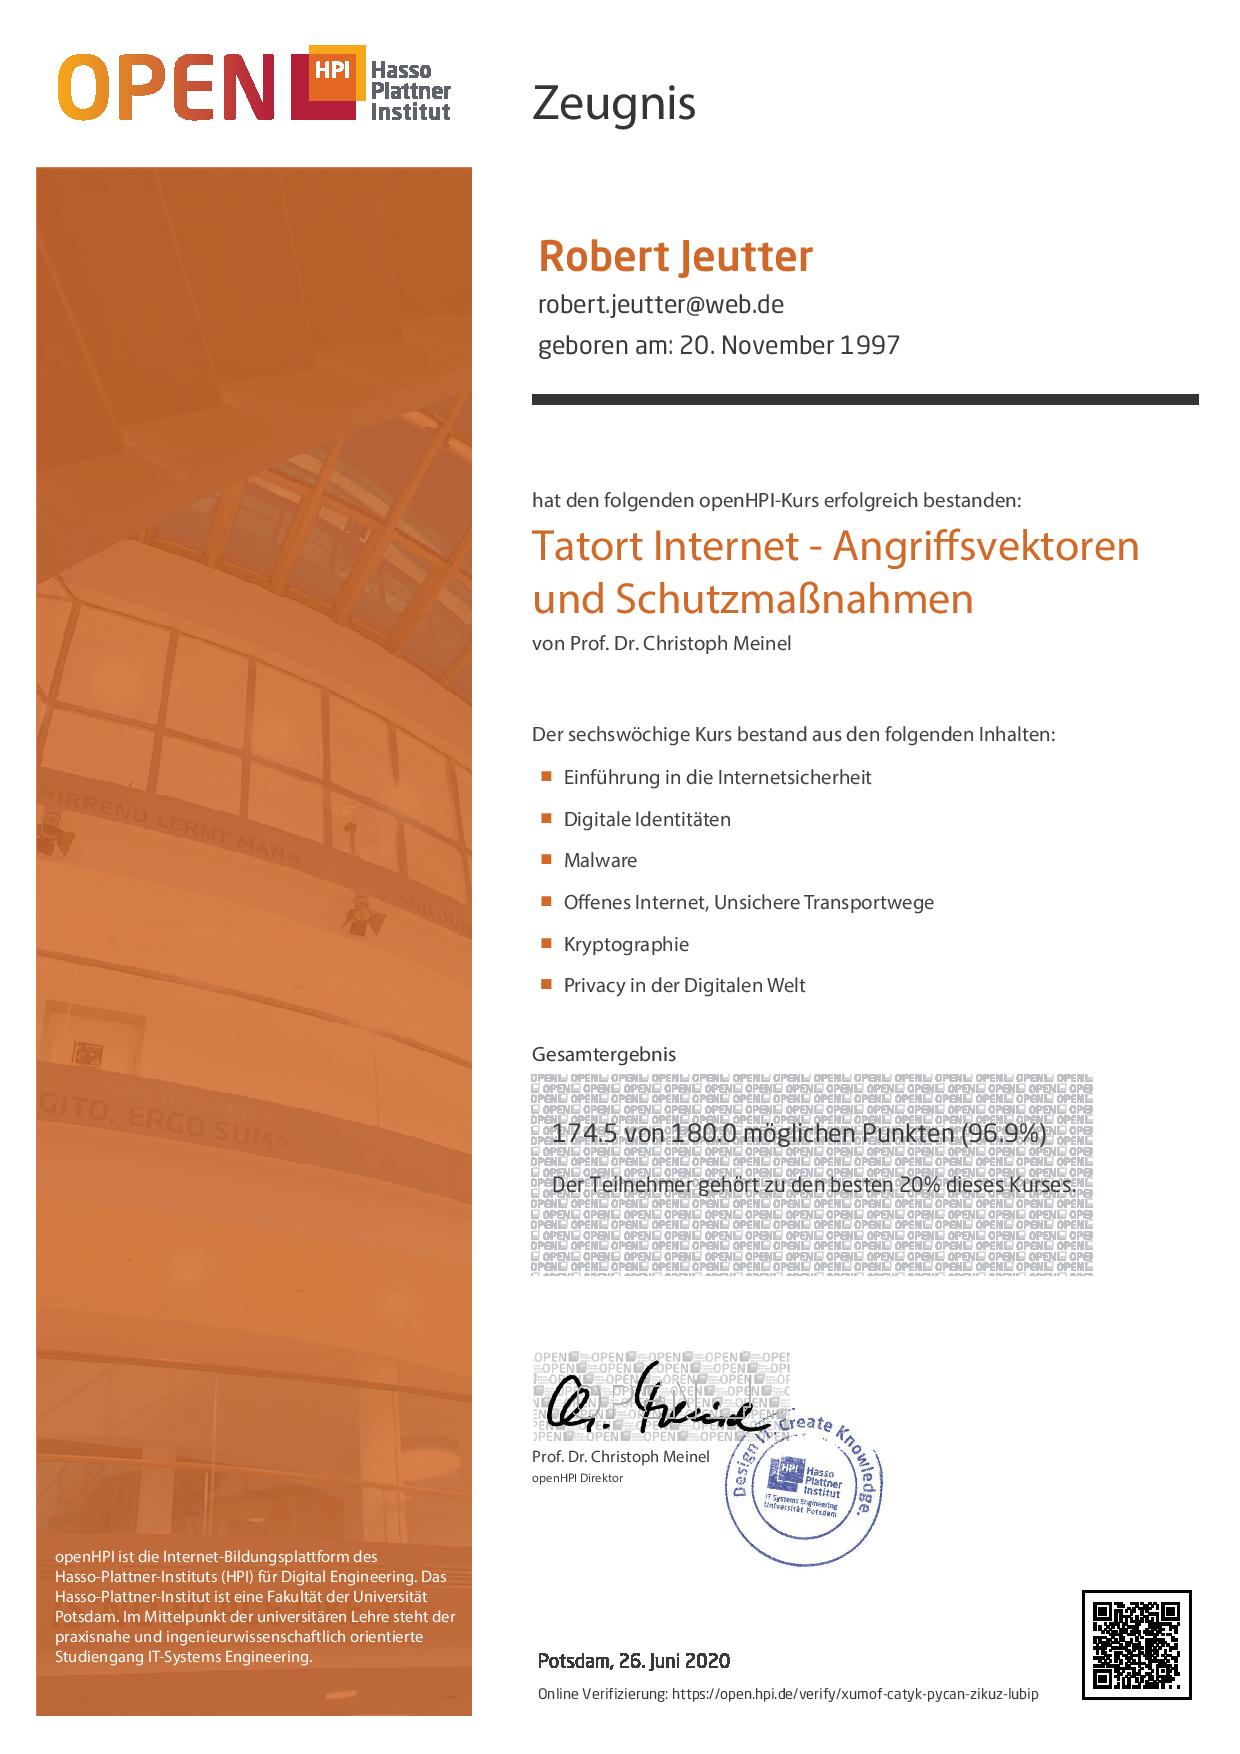 OPEN HPI Hasso
Plattner
Institut
Zeugnis
Robert Jeutter
robert.jeutter@web.de
geboren am: 20. November 1997
hat den folgenden openHPI-Kurs erfolgreich bestanden:
Tatort Internet - Angriffsvektoren
und Schutzmaßnahmen
von Prof. Dr. Christoph Meinel
Der sechswöchige Kurs bestand aus den folgenden Inhalten:
Einführung in die Internetsicherheit
Digitale Identitäten
Malware
Offenes Internet, Unsichere Transportwege
Kryptographie
Privacy in der Digitalen Welt
»IRREND LERNT MAN«
»BILDUN
GITO, ERGO SUM«
Gesamtergebnis
174.5 von 180.0 möglichen Punkten (96.9%)
Der Teilnehmer gehört zu den besten 20% dieses Kurses.
Prof. Dr. Christoph Meinel
openHPI Direktor
Design IT. Create Knowledge.
HPI Hasso
Plattner
Institut
IT Systems Engineering
Universität Potsdam
openHPI ist die Internet-Bildungsplattform des
Hasso-Plattner-Instituts (HPI) für Digital Engineering. Das
Hasso-Plattner-Institut ist eine Fakultät der Universität
Potsdam. Im Mittelpunkt der universitären Lehre steht der
praxisnahe und ingenieurwissenschaftlich orientierte
Studiengang IT-Systems Engineering.
Potsdam, 26. Juni 2020
Online Verifizierung: https://open.hpi.de/verify/xumof-catyk-pycan-zikuz-lubip